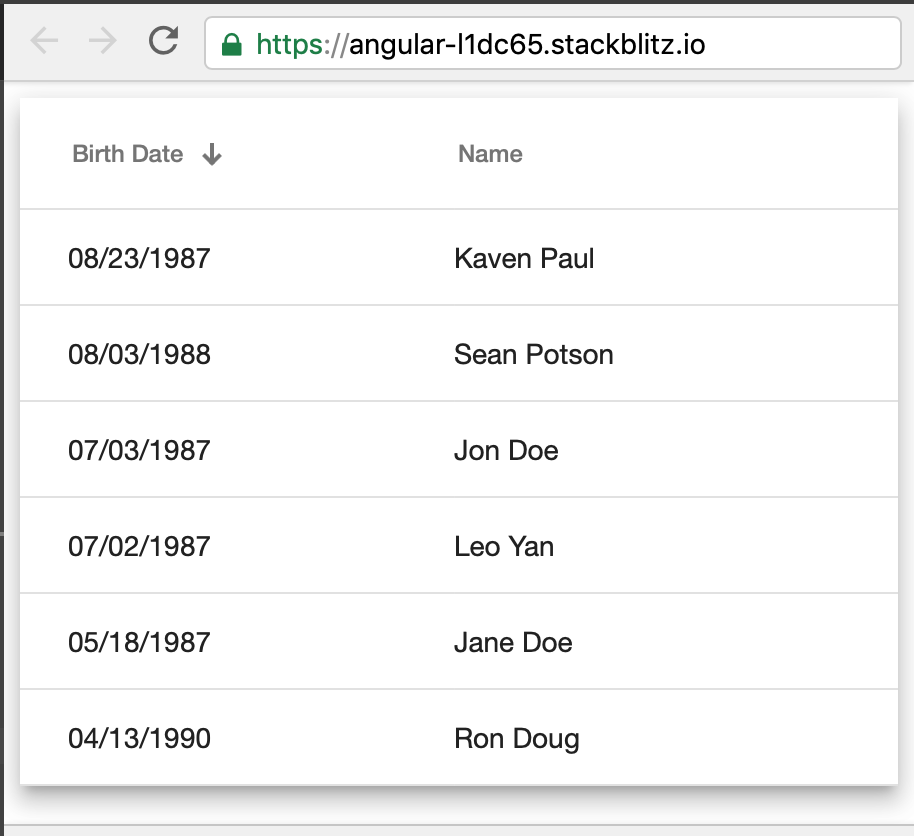 https://angular-l1dc65.stackblitz.io
Birth Date Name
08/23/1987 Kaven Paul
08/03/1988 Sean Potson
07/03/1987 Jon Doe
07/02/1987 Leo Yan
05/18/1987 Jane Doe
04/13/1990 Ron Doug